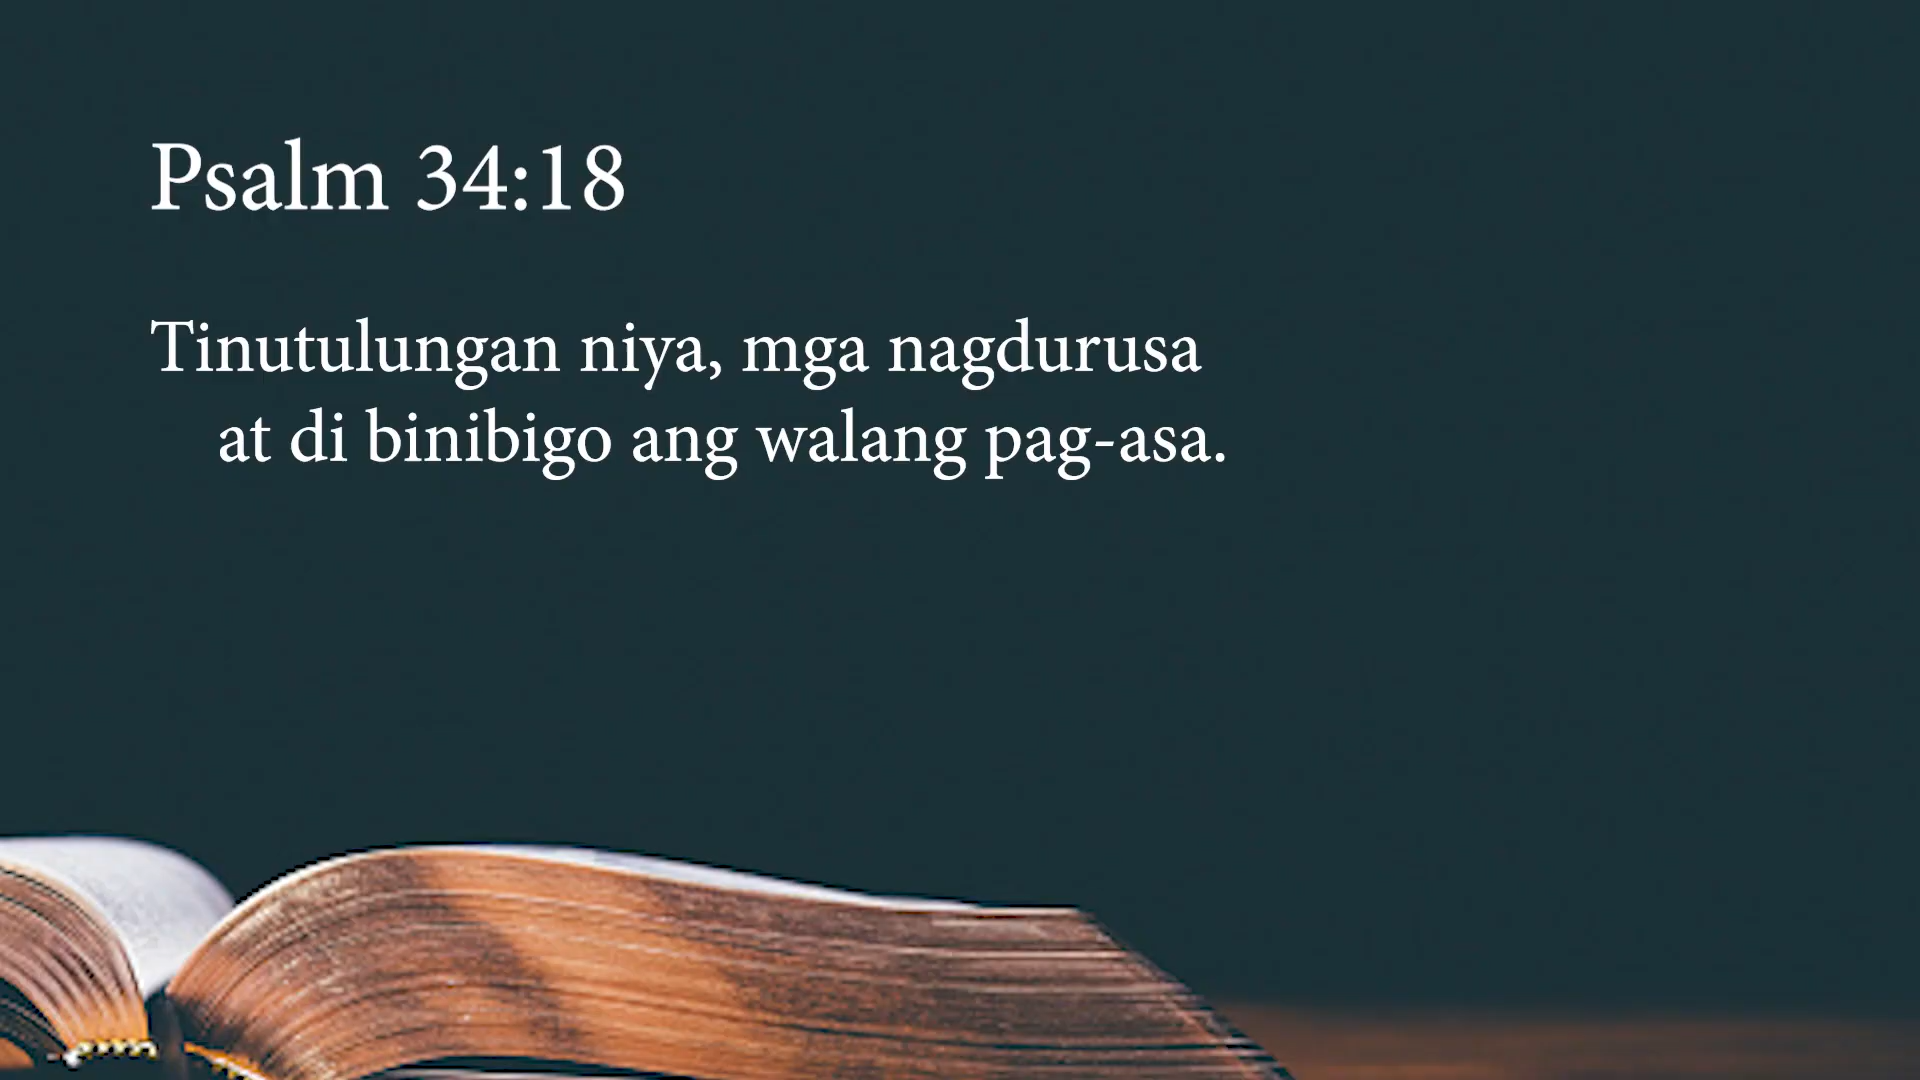 Psalm 34:18
Tinutulungan niya, mga nagdurusa
at di binibigo ang walang pag-asa.